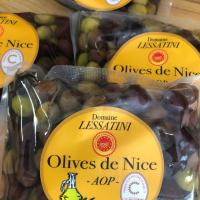 Domaine
LESSATINI
Olives de Nice
Domaine
LESSATINI
Olives de Nice
- AOP -